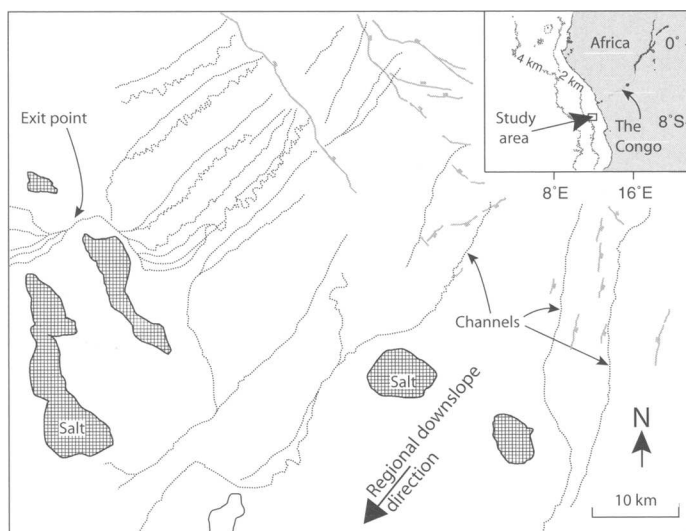 Africa
0°
4 km
2 km
Exit point
Study
area
The
Congo
8°S
8°E
16°E
Channels
Salt
Salt
Regional downslope
direction
N
10 km